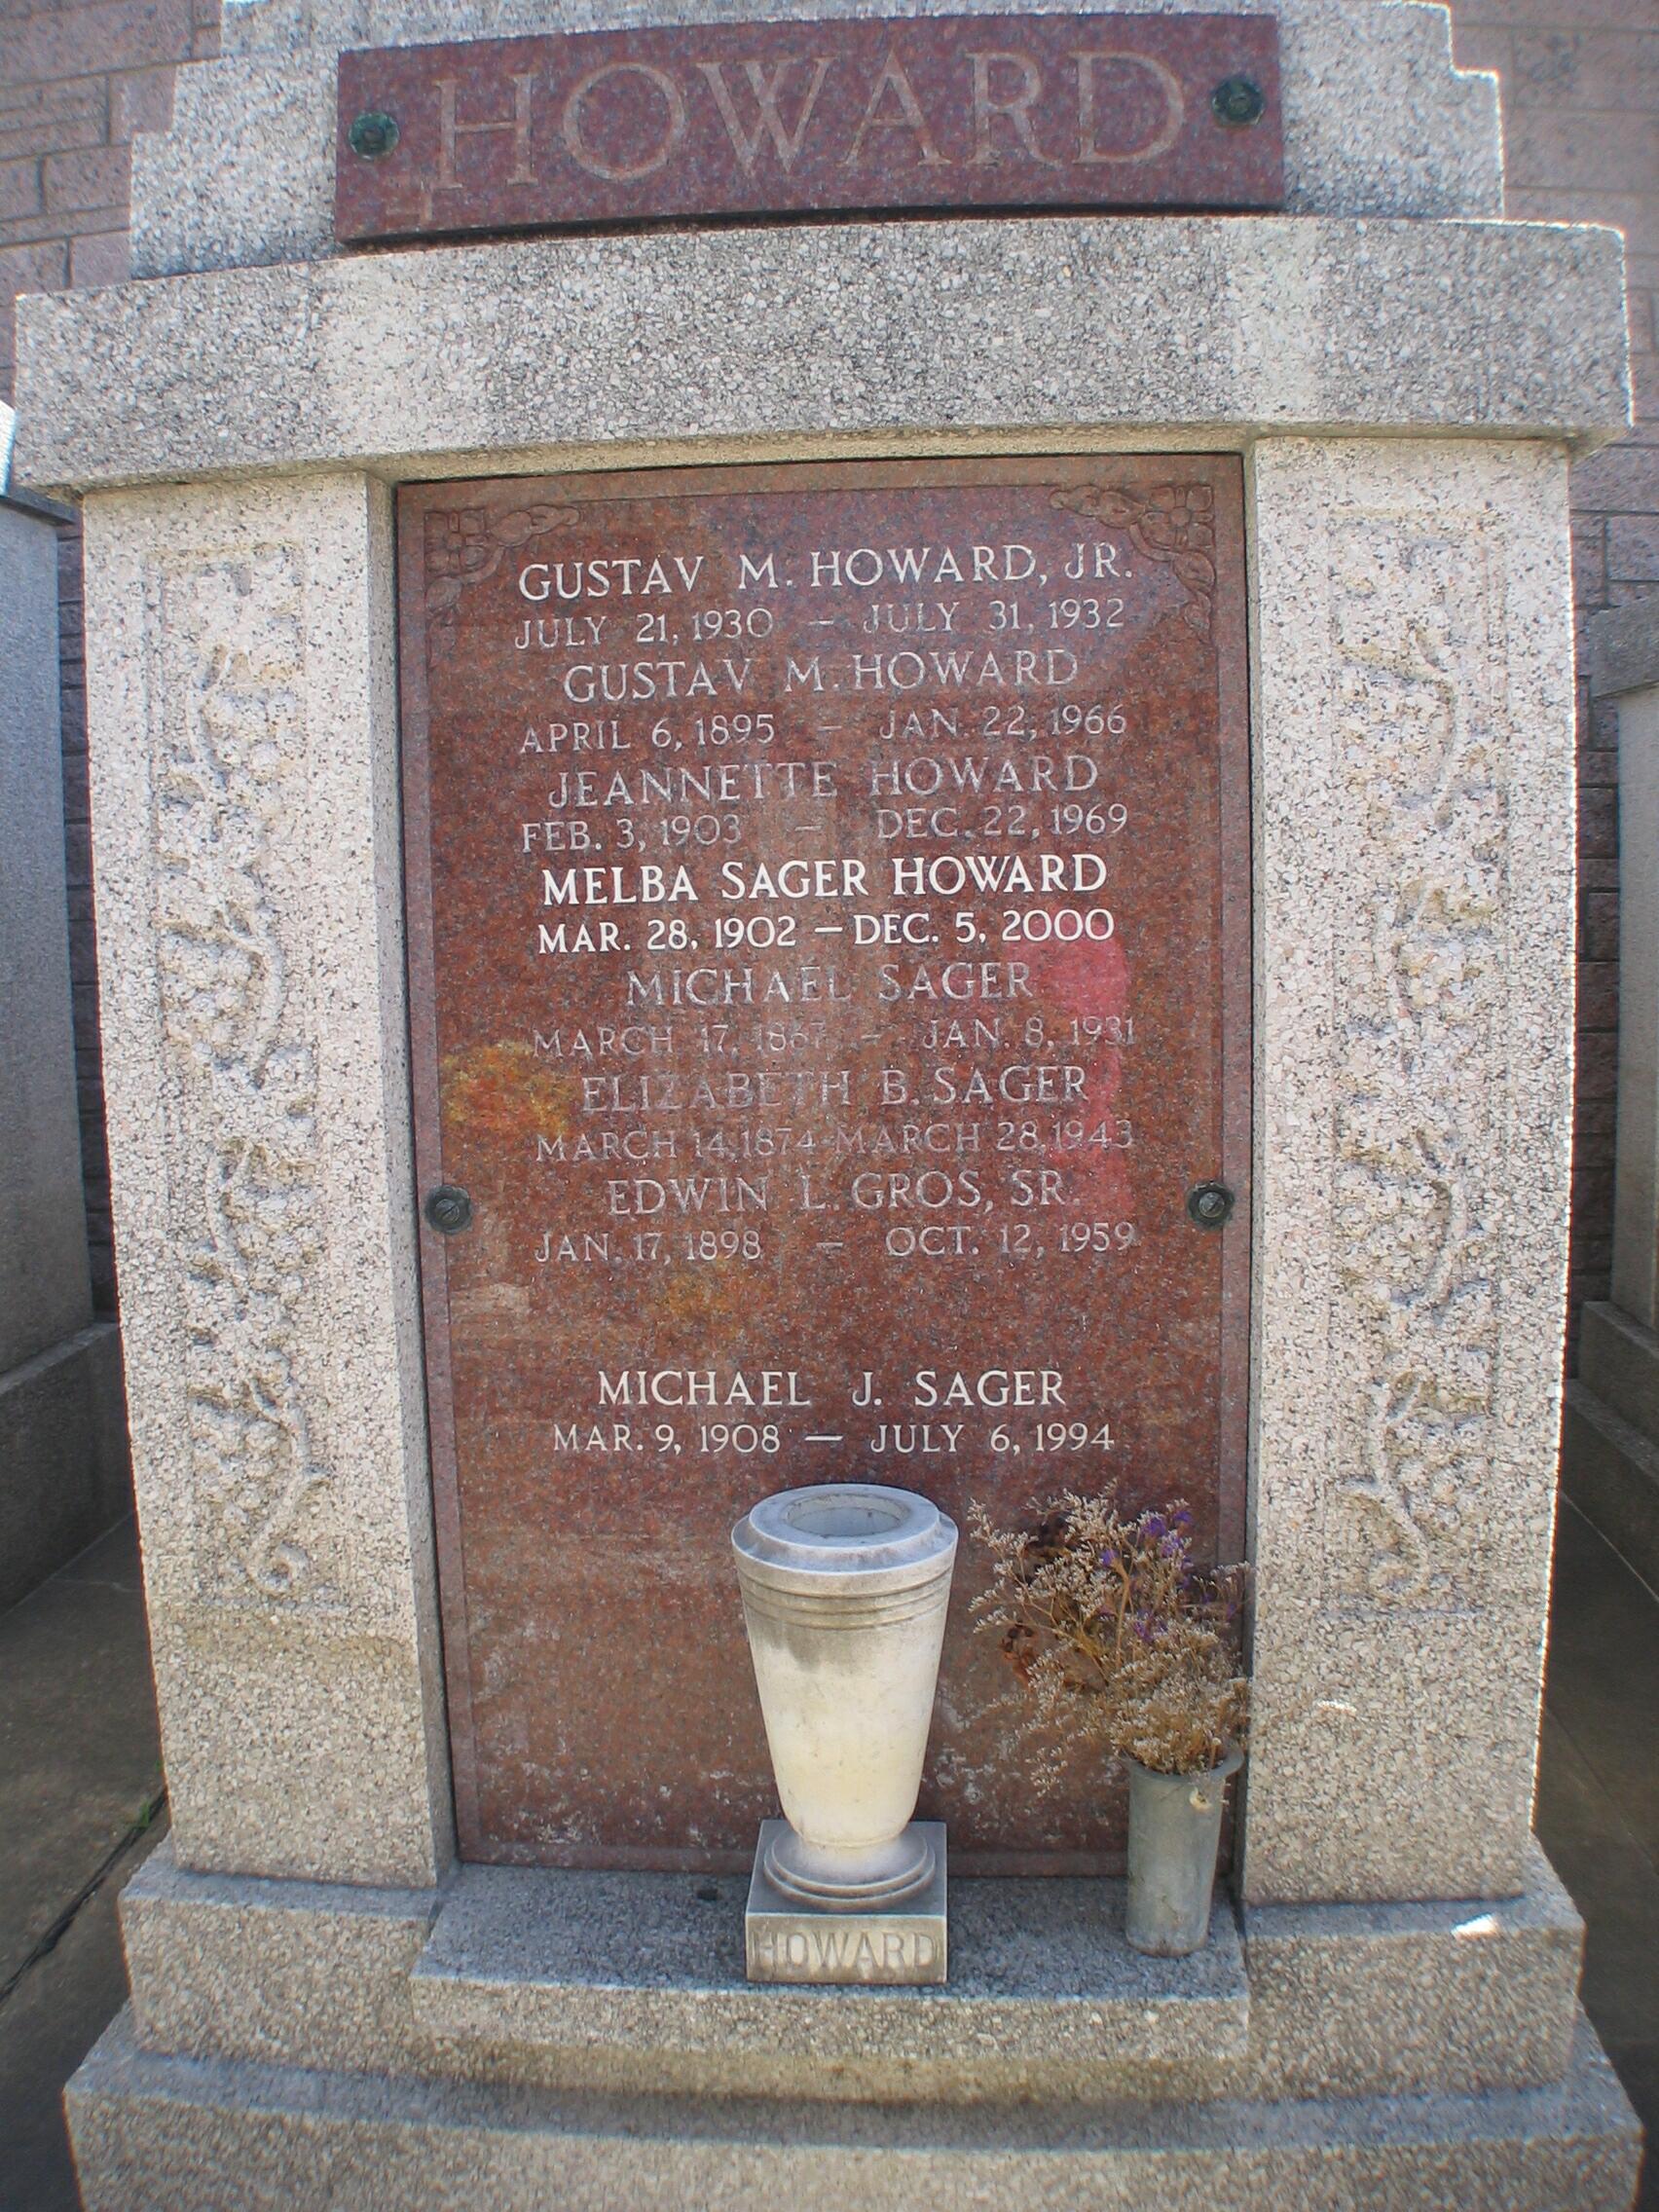 HOWARD
GUSTAV M. HOWARD, JR.
JULY 21, 1930 — JULY 31, 1932
GUSTAV M. HOWARD
APRIL 6, 1895 — JAN. 22, 1966
JEANNETTE HOWARD
FEB. 3, 1903 — DEC. 22, 1969
MELBA SAGER HOWARD
MAR. 28, 1902 — DEC. 5, 2000
MICHAEL SAGER
MARCH 17, — JAN. 8, 1931
ELIZABETH B. SAGER
MARCH 14, 1874 - MARCH 28, 1943
EDWIN L. GROS, SR.
JAN. 17, 1898 — OCT. 12, 1959
MICHAEL J. SAGER
MAR. 9, 1908 — JULY 6, 1994
HOWARD